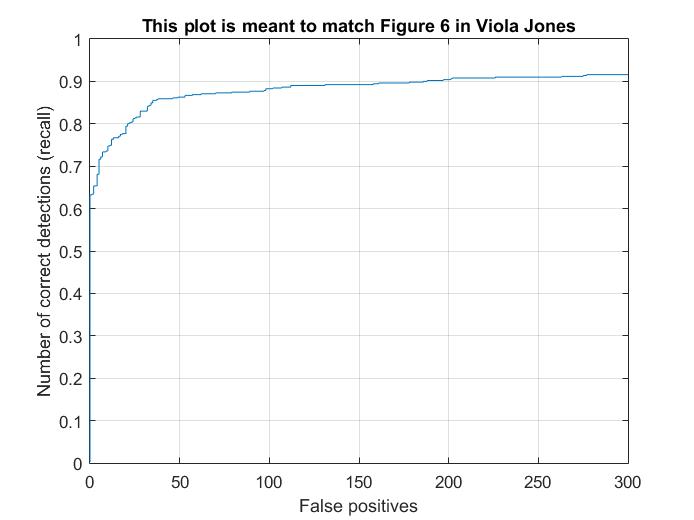 This plot is meant to match Figure 6 in Viola Jones
1
0.9
0.8
0.7
0.6
0.5
0.4
0.3
0.2
0.1
0
Number of correct detections (recall)
0 50 100 150 200 250 300
False positives